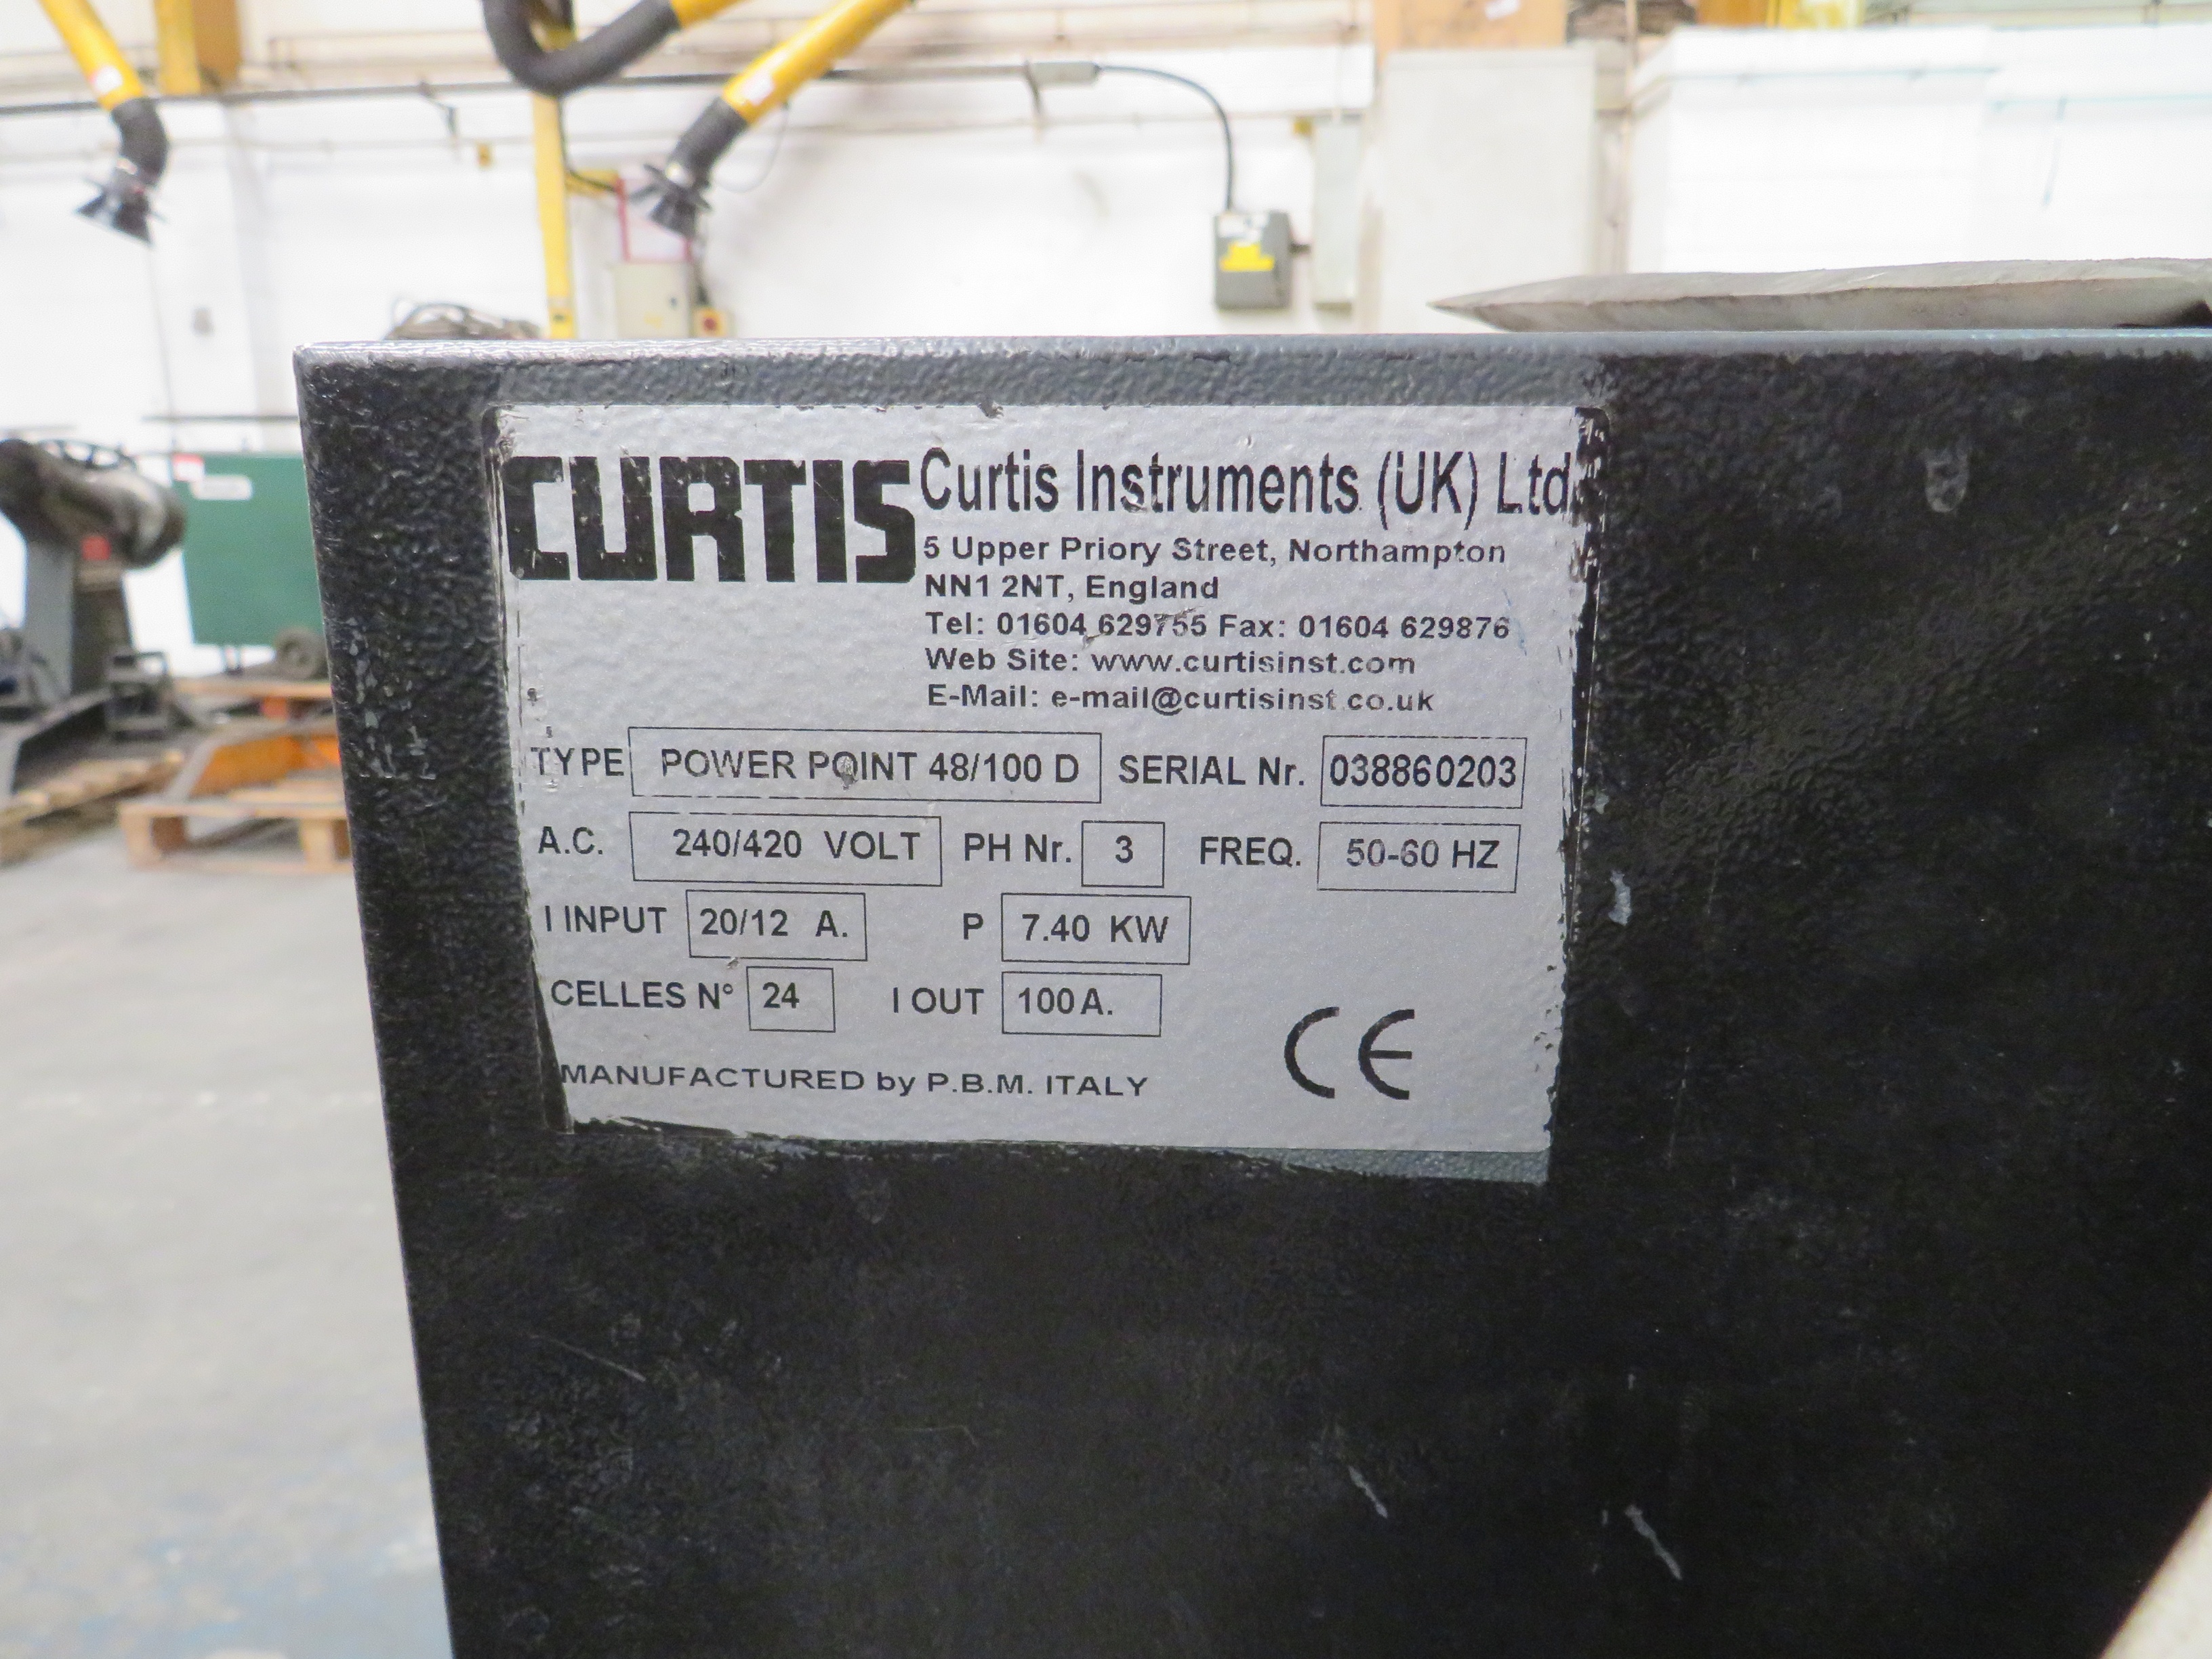 CURTIS Curtis Instruments (UK) Ltd
5 Upper Priory Street, Northampton
NN1 2NT, England
Tel: 01604 629755 Fax: 01604 629876
Web Site: www.curtisinst.com
E-Mail: e-mail@curtisinst.co.uk
TYPE POWER POINT 48/100 D SERIAL Nr. 038860203
A.C. 240/420 VOLT PH Nr. 3 FREQ. 50-60 HZ
I INPUT 20/12 A. P 7.40 KW
CELLES N° 24 I OUT 100A.
MANUFACTURED by P.B.M. ITALY CE